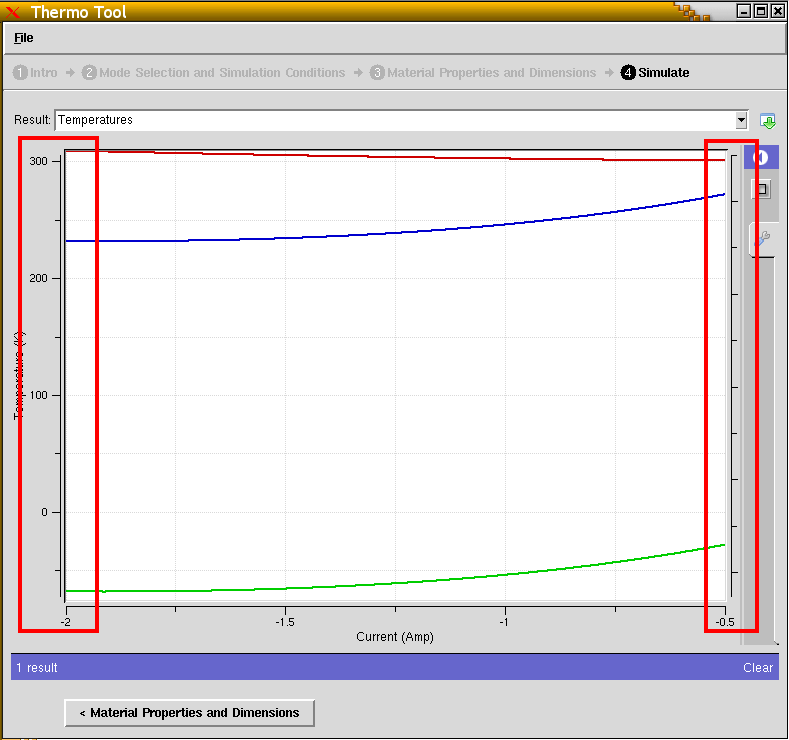 Thermo Tool
File
1 Intro → 2 Mode Selection and Simulation Conditions → 3 Material Properties and Dimensions → 4 Simulate
Result: Temperatures
300
200
100
0
Temperature (K)
-2 -1.5 -1 -0.5
Current (Amp)
1 result Clear
< Material Properties and Dimensions